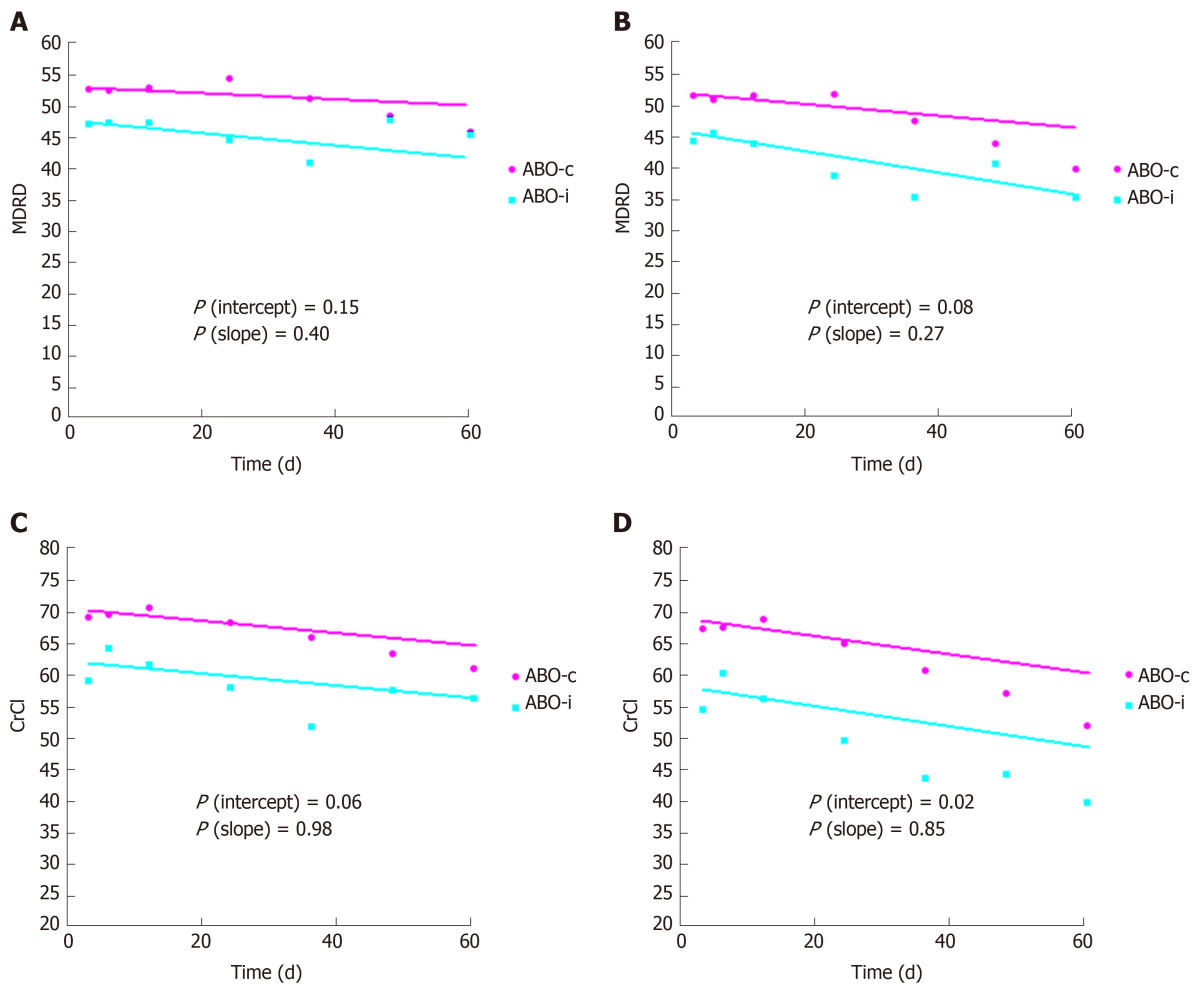 A
60
55
50
45
40
35
30
25
20
15
10
5
0
MDRD
0 20 40 60
Time (d)
P (intercept) = 0.15
P (slope) = 0.40
ABO-c
ABO-i
B
60
55
50
45
40
35
30
25
20
15
10
5
0
MDRD
0 20 40 60
Time (d)
P (intercept) = 0.08
P (slope) = 0.27
ABO-c
ABO-i
C
80
75
70
65
60
55
50
45
40
35
30
25
20
CrCl
0 20 40 60
Time (d)
P (intercept) = 0.06
P (slope) = 0.98
ABO-c
ABO-i
D
80
75
70
65
60
55
50
45
40
35
30
25
20
CrCl
0 20 40 60
Time (d)
P (intercept) = 0.02
P (slope) = 0.85
ABO-c
ABO-i